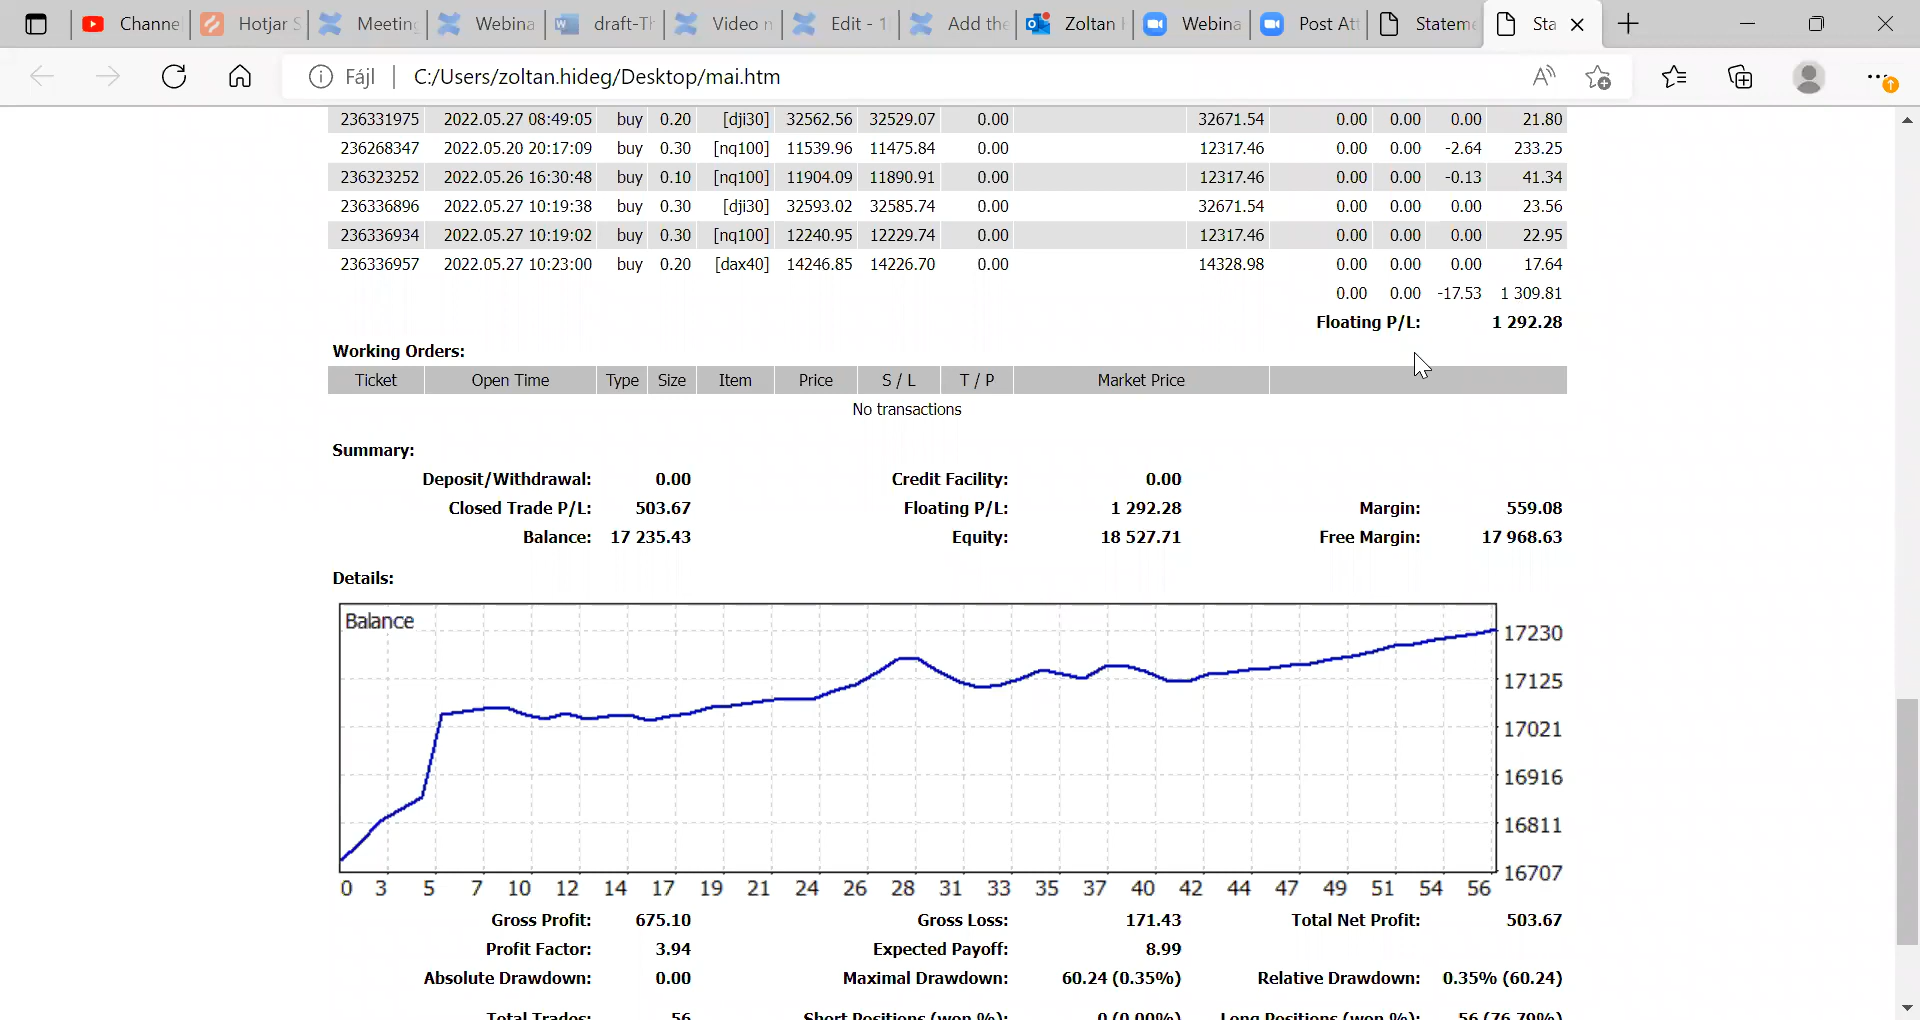 Channe Hotjar S Meeting Webina draft-Th Video n Edit - 1 Add the Zoltan Webina Post Att Stateme Sta
Fájl C:/Users/zoltan.hideg/Desktop/mai.htm
236331975 2022.05.27 08:49:05 buy 0.20 [dji30] 32562.56 32529.07 0.00 32671.54 0.00 0.00 0.00 21.80
236268347 2022.05.20 20:17:09 buy 0.30 [nq100] 11539.96 11475.84 0.00 12317.46 0.00 0.00 -2.64 233.25
236323252 2022.05.26 16:30:48 buy 0.10 [nq100] 11904.09 11890.91 0.00 12317.46 0.00 0.00 -0.13 41.34
236336896 2022.05.27 10:19:38 buy 0.30 [dji30] 32593.02 32585.74 0.00 32671.54 0.00 0.00 0.00 23.56
236336934 2022.05.27 10:19:02 buy 0.30 [nq100] 12240.95 12229.74 0.00 12317.46 0.00 0.00 0.00 22.95
236336957 2022.05.27 10:23:00 buy 0.20 [dax40] 14246.85 14226.70 0.00 14328.98 0.00 0.00 0.00 17.64
0.00 0.00 -17.53 1 309.81
Floating P/L: 1 292.28
Working Orders:
Ticket Open Time Type Size Item Price S / L T / P Market Price
No transactions
Summary:
Deposit/Withdrawal: 0.00 Credit Facility: 0.00
Closed Trade P/L: 503.67 Floating P/L: 1 292.28 Margin: 559.08
Balance: 17 235.43 Equity: 18 527.71 Free Margin: 17 968.63
Details:
Balance
17230
17125
17021
16916
16811
16707
0 3 5 7 10 12 14 17 19 21 24 26 28 31 33 35 37 40 42 44 47 49 51 54 56
Gross Profit: 675.10 Gross Loss: 171.43 Total Net Profit: 503.67
Profit Factor: 3.94 Expected Payoff: 8.99
Absolute Drawdown: 0.00 Maximal Drawdown: 60.24 (0.35%) Relative Drawdown: 0.35% (60.24)
Total Trades: 56 Short Positions (won %): 0 (0.00%) Long Positions (won %): 56 (76.79%)